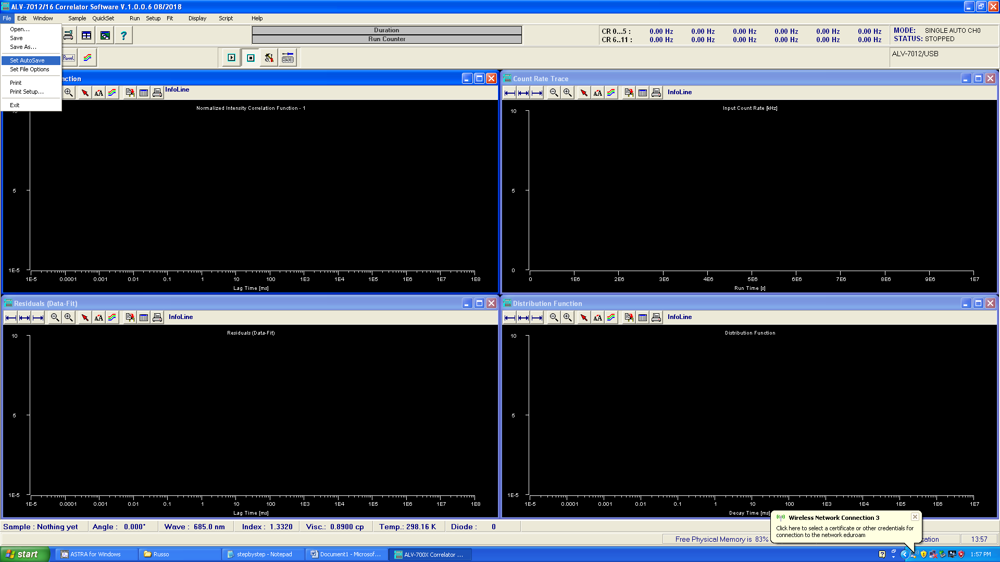 ALV-7012/16 Correlator Software V.1.0.0.6 08/2018
File Edit Window Sample QuickSet Run Setup Fit Display Script Help
Open...
Save
Save As...
Set AutoSave
Set File Options
Print
Print Setup...
Exit
Panel
Duration
Run Counter
CR 0...5 : 0.00 Hz 0.00 Hz 0.00 Hz 0.00 Hz 0.00 Hz 0.00 Hz
CR 6..11 : 0.00 Hz 0.00 Hz 0.00 Hz 0.00 Hz 0.00 Hz 0.00 Hz
MODE: SINGLE AUTO CH0
STATUS: STOPPED
ALV-7012/USB
nction
InfoLine
Normalized Intensity Correlation Function - 1
10
5
1E-5
1E-5 0.0001 0.001 0.01 0.1 1 10 100 1E3 1E4 1E5 1E6 1E7 1E8
Lag Time [ms]
Count Rate Trace
InfoLine
Input Count Rate [kHz]
10
5
0
0 1E6 2E6 3E6 4E6 5E6 6E6 7E6 8E6 9E6 1E7
Run Time [s]
Residuals (Data-Fit)
InfoLine
Residuals (Data-Fit)
10
5
1E-5
1E-5 0.0001 0.001 0.01 0.1 1 10 100 1E3 1E4 1E5 1E6 1E7 1E8
Lag Time [ms]
Distribution Function
InfoLine
Distribution Function
10
5
1E-5
1E-5 0.0001 0.001 0.01 0.1 1 10 100 1E3 1E4 1E5 1E6 1E7
Decay Time [ms]
Sample : Nothing yet Angle : 0.000° Wave : 685.0 nm Index : 1.3320 Visc.: 0.8900 cp Temp.: 298.16 K Diode : 0
Wireless Network Connection 3
Click here to select a certificate or other credentials for
connection to the network eduroam
Free Physical Memory is 83% cation 13:57
start ASTRA for Windows Russo stepbystep - Notepad Document1 - Microsof... ALV-700X Correlator ... 1:57 PM